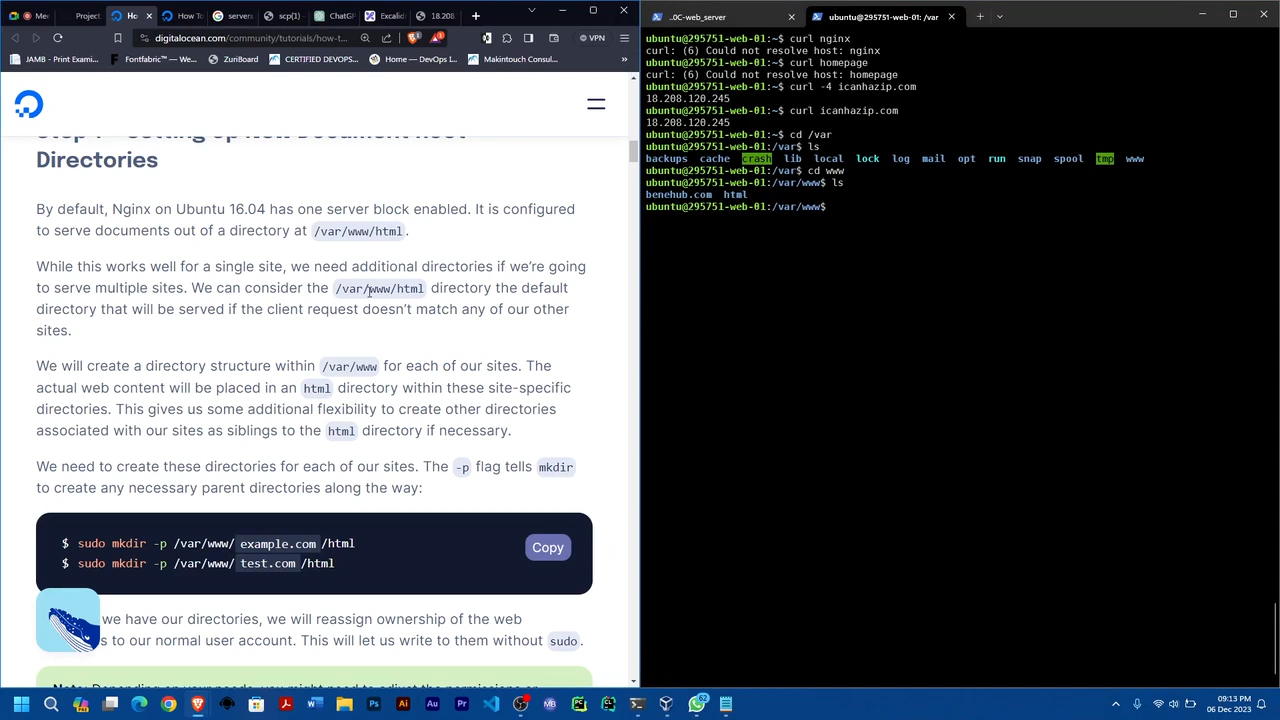 Mee
Project
Ho
How To
servern
scp(1)
ChatGP
Excalid
18.208
digitalocean.com/community/tutorials/how-t...
VPN
JAMB - Print Exami...
Fontfabric™ — We...
ZuriBoard
CERTIFIED DEVOPS...
Home — DevOps I...
Makintouch Consul...
Directories
By default, Nginx on Ubuntu 16.04 has one server block enabled. It is configured
to serve documents out of a directory at /var/www/html.
While this works well for a single site, we need additional directories if we're going
to serve multiple sites. We can consider the /var/www/html directory the default
directory that will be served if the client request doesn't match any of our other
sites.
We will create a directory structure within /var/www for each of our sites. The
actual web content will be placed in an html directory within these site-specific
directories. This gives us some additional flexibility to create other directories
associated with our sites as siblings to the html directory if necessary.
We need to create these directories for each of our sites. The -p flag tells mkdir
to create any necessary parent directories along the way:
$ sudo mkdir -p /var/www/example.com/html
$ sudo mkdir -p /var/www/test.com/html
Copy
we have our directories, we will reassign ownership of the web
s to our normal user account. This will let us write to them without sudo.
..0C-web_server
ubuntu@295751-web-01: /var
ubuntu@295751-web-01:~$ curl nginx
curl: (6) Could not resolve host: nginx
ubuntu@295751-web-01:~$ curl homepage
curl: (6) Could not resolve host: homepage
ubuntu@295751-web-01:~$ curl -4 icanhazip.com
18.208.120.245
ubuntu@295751-web-01:~$ curl icanhazip.com
18.208.120.245
ubuntu@295751-web-01:~$ cd /var
ubuntu@295751-web-01:/var$ ls
backups cache crash lib local lock log mail opt run snap spool tmp www
ubuntu@295751-web-01:/var$ cd www
ubuntu@295751-web-01:/var/www$ ls
benehub.com html
ubuntu@295751-web-01:/var/www$
62
09:13 PM
06 Dec 2023